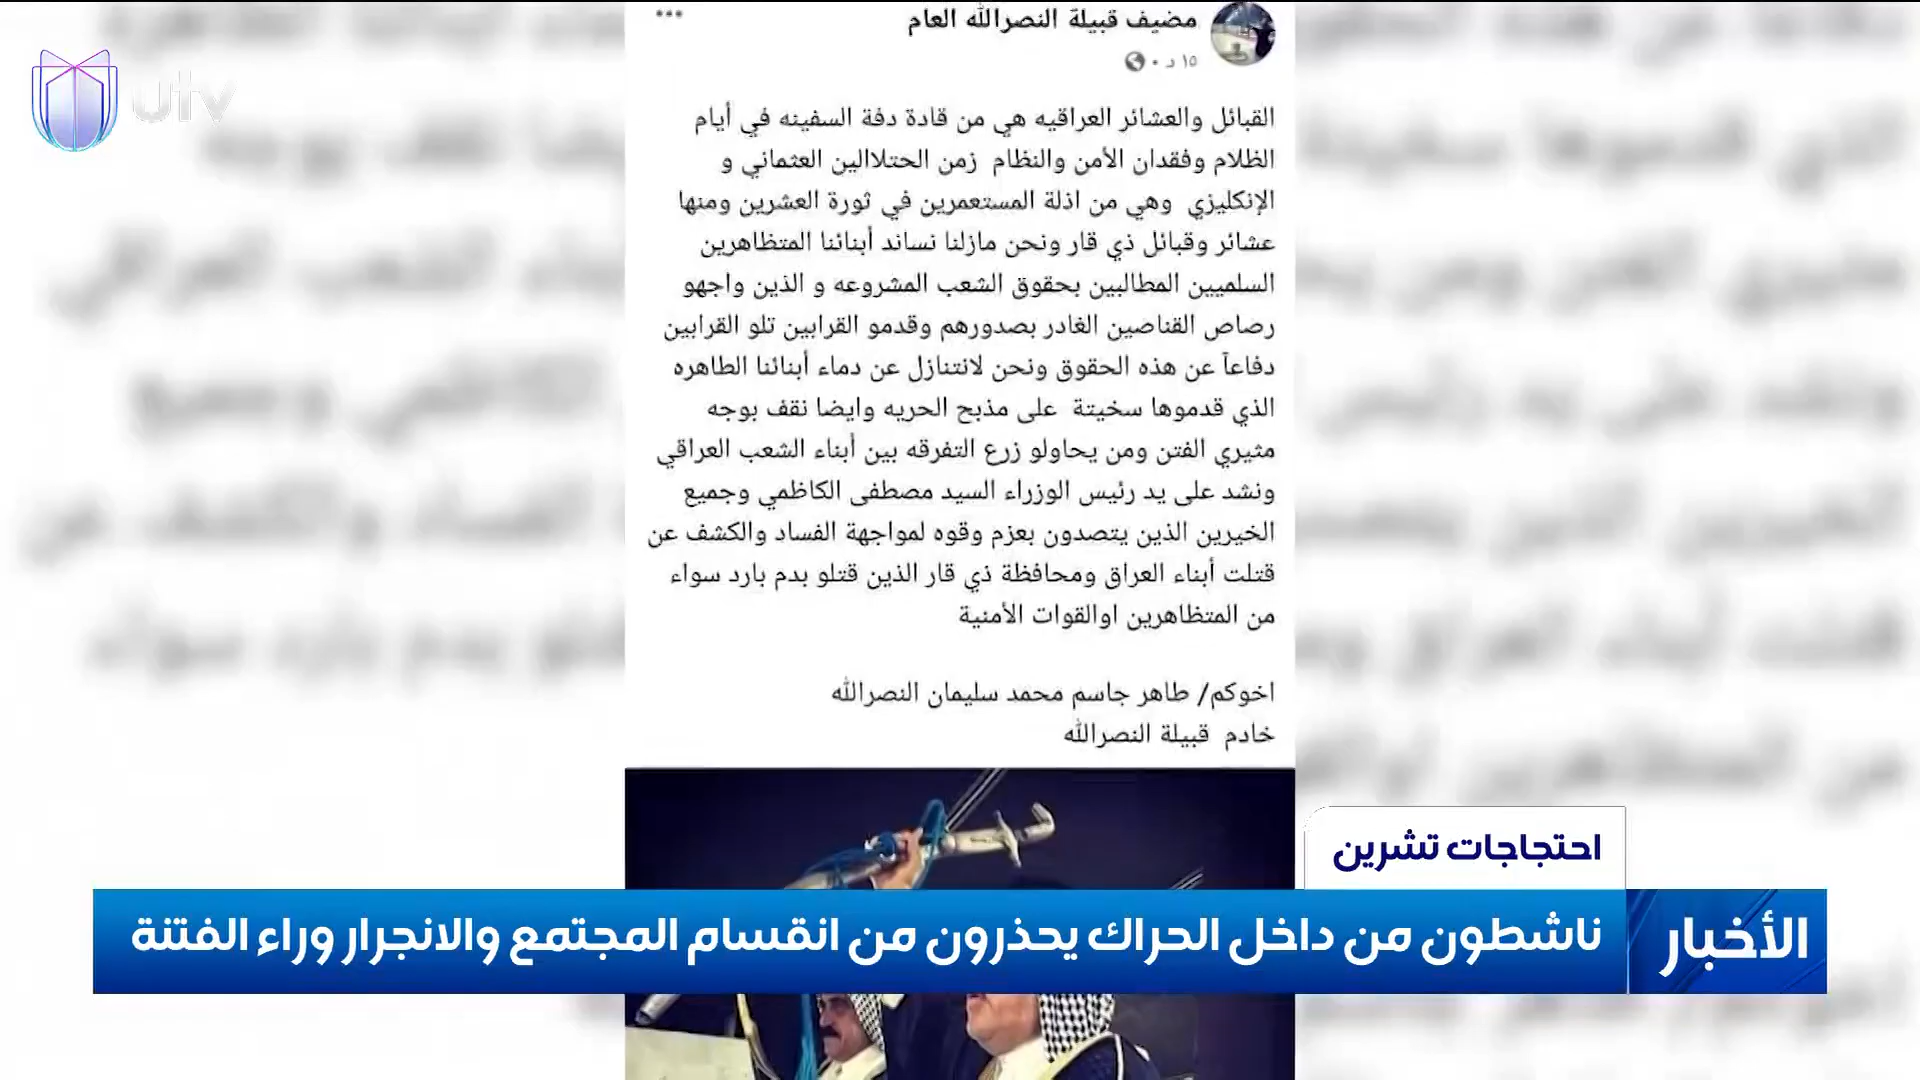 مضيف قبيلة النصرالله العام
١٥ د
القبائل والعشائر العراقيه هي من قادة دفة السفينه في أيام
الظلام وفقدان الأمن والنظام زمن الحتلاالين العثماني و
الإنكليزي وهي من اذلة المستعمرين في ثورة العشرين ومنها
عشائر وقبائل ذي قار ونحن مازلنا نساند أبنائنا المتظاهرين
السلميين المطالبين بحقوق الشعب المشروعه و الذين واجهو
رصاص القناصين الغادر بصدورهم وقدمو القرابين تلو القرابين
دفاعآ عن هذه الحقوق ونحن لانتنازل عن دماء أبنائنا الطاهره
الذي قدموها سخيتة على مذبح الحريه وايضا نقف بوجه
مثيري الفتن ومن يحاولو زرع التفرقه بين أبناء الشعب العراقي
ونشد على يد رئيس الوزراء السيد مصطفى الكاظمي وجميع
الخيرين الذين يتصدون بعزم وقوه لمواجهة الفساد والكشف عن
قتلت أبناء العراق ومحافظة ذي قار الذين قتلو بدم بارد سواء
من المتظاهرين اوالقوات الأمنية
اخوكم/ طاهر جاسم محمد سليمان النصرالله
خادم قبيلة النصرالله
utv
احتجاجات تشرين
الأخبار
ناشطون من داخل الحراك يحذرون من انقسام المجتمع والانجرار وراء الفتنة